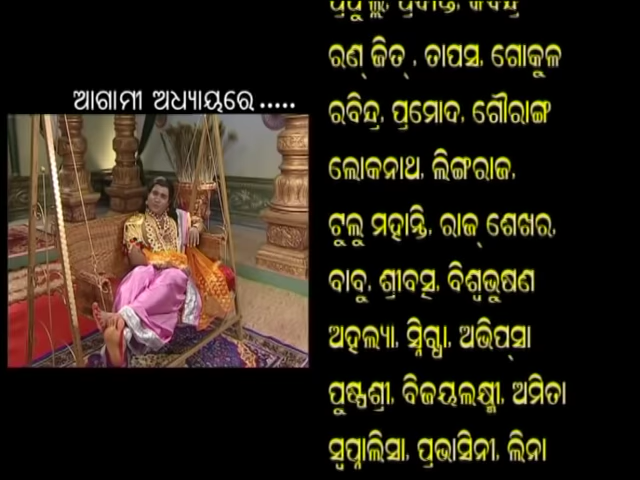 ଆଗାମୀ ଅଧ୍ୟାୟରେ.....
ରଣ୍ ଜିତ୍, ତାପସ, ଗୋକୁଳ
ରବିନ୍ଦ୍ର, ପ୍ରମୋଦ, ଗୌରାଙ୍ଗ
ଲୋକନାଥ, ଲିଙ୍ଗରାଜ,
ଟୁଲୁ ମହାନ୍ତି, ରାଜ୍ ଶେଖର,
ବାବୁ, ଶ୍ରୀବତ୍ସ, ବିଶ୍ୱଭୁଷଣ
ଅହଲ୍ୟା, ସ୍ନିଗ୍ଧା, ଅଭିପ୍ସା
ପୁଷ୍ପଶ୍ରୀ, ବିଜୟଲକ୍ଷ୍ମୀ, ଅମିତା
ସ୍ୱପ୍ନାଲିସା, ପ୍ରଭାସିନୀ, ଲିନା